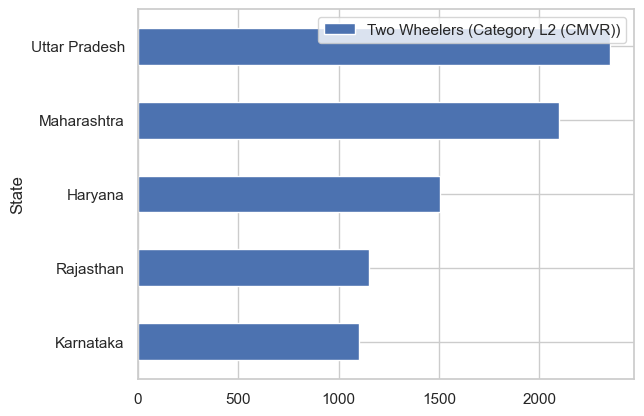 Two Wheelers (Category L2 (CMVR))
Uttar Pradesh
Maharashtra
Haryana
Rajasthan
Karnataka
State
0 500 1000 1500 2000